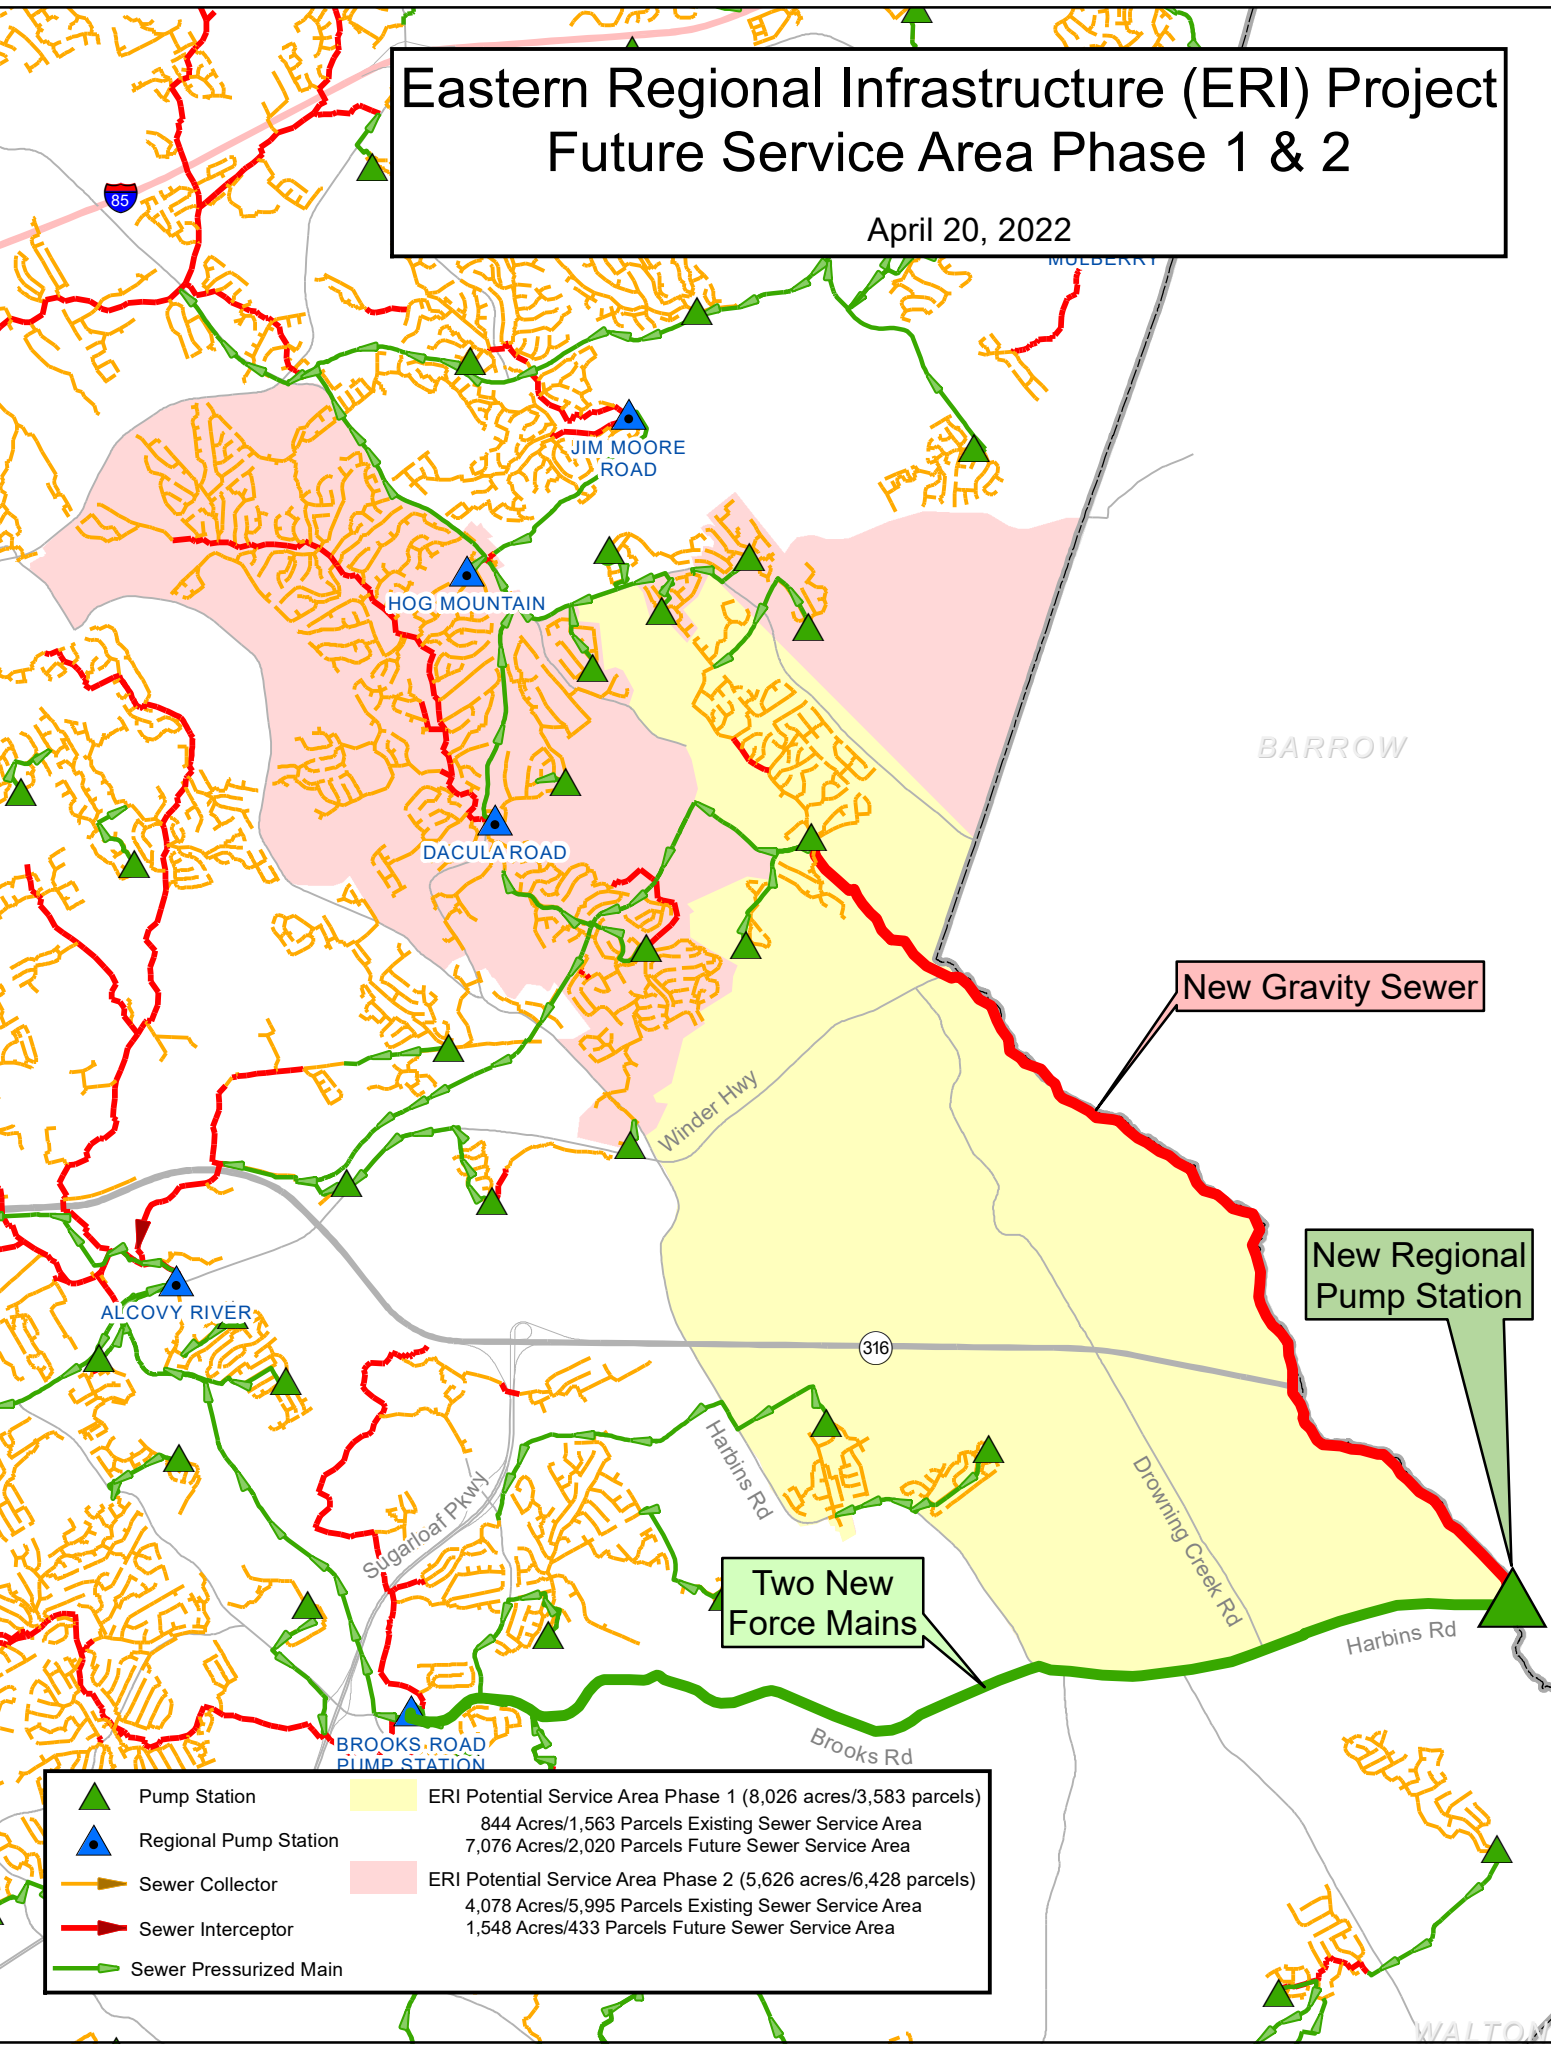 Eastern Regional Infrastructure (ERI) Project
Future Service Area Phase 1 & 2
April 20, 2022
MULBERRY
85
JIM MOORE
ROAD
HOG MOUNTAIN
BARROW
DACULA ROAD
New Gravity Sewer
Winder Hwy
New Regional
Pump Station
ALCOVY RIVER
316
Harbins Rd
Drowning Creek Rd
Sugarloaf Pkwy
Two New
Force Mains
Harbins Rd
Brooks Rd
BROOKS ROAD
PUMP STATION
Pump Station
Regional Pump Station
Sewer Collector
Sewer Interceptor
Sewer Pressurized Main
ERI Potential Service Area Phase 1 (8,026 acres/3,583 parcels)
844 Acres/1,563 Parcels Existing Sewer Service Area
7,076 Acres/2,020 Parcels Future Sewer Service Area
ERI Potential Service Area Phase 2 (5,626 acres/6,428 parcels)
4,078 Acres/5,995 Parcels Existing Sewer Service Area
1,548 Acres/433 Parcels Future Sewer Service Area
WALTON